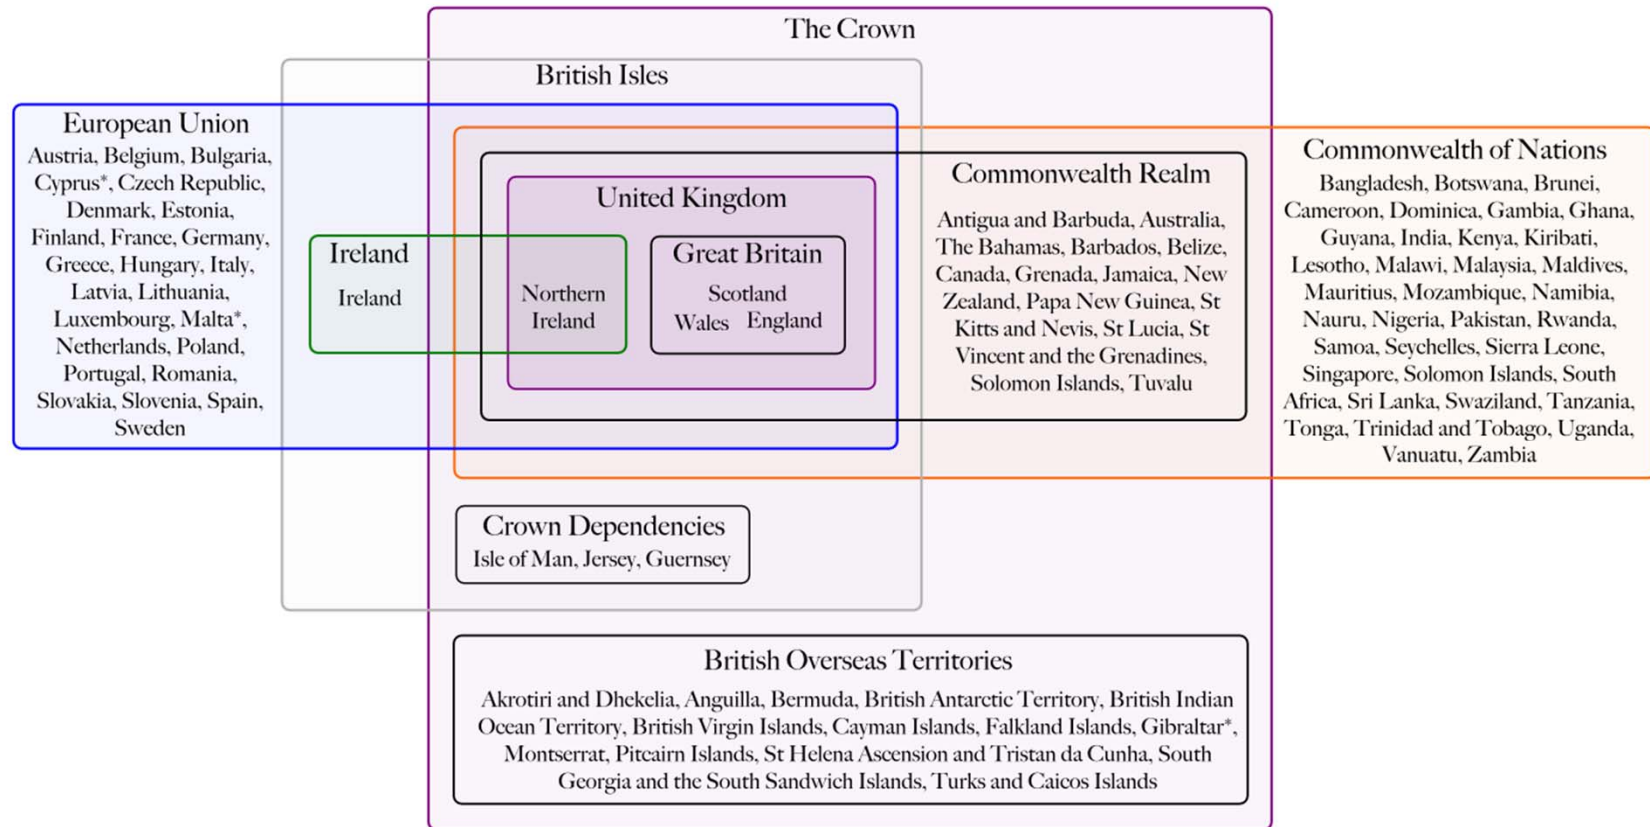 The Crown
British Isles
European Union
Austria, Belgium, Bulgaria,
Cyprus*, Czech Republic,
Denmark, Estonia,
Finland, France, Germany,
Greece, Hungary, Italy,
Latvia, Lithuania,
Luxembourg, Malta*,
Netherlands, Poland,
Portugal, Romania,
Slovakia, Slovenia, Spain,
Sweden
Ireland
Ireland
United Kingdom
Northern
Ireland
Great Britain
Scotland
Wales England
Commonwealth Realm
Antigua and Barbuda, Australia,
The Bahamas, Barbados, Belize,
Canada, Grenada, Jamaica, New
Zealand, Papa New Guinea, St
Kitts and Nevis, St Lucia, St
Vincent and the Grenadines,
Solomon Islands, Tuvalu
Commonwealth of Nations
Bangladesh, Botswana, Brunei,
Cameroon, Dominica, Gambia, Ghana,
Guyana, India, Kenya, Kiribati,
Lesotho, Malawi, Malaysia, Maldives,
Mauritius, Mozambique, Namibia,
Nauru, Nigeria, Pakistan, Rwanda,
Samoa, Seychelles, Sierra Leone,
Singapore, Solomon Islands, South
Africa, Sri Lanka, Swaziland, Tanzania,
Tonga, Trinidad and Tobago, Uganda,
Vanuatu, Zambia
Crown Dependencies
Isle of Man, Jersey, Guernsey
British Overseas Territories
Akrotiri and Dhekelia, Anguilla, Bermuda, British Antarctic Territory, British Indian
Ocean Territory, British Virgin Islands, Cayman Islands, Falkland Islands, Gibraltar*,
Montserrat, Pitcairn Islands, St Helena Ascension and Tristan da Cunha, South
Georgia and the South Sandwich Islands, Turks and Caicos Islands